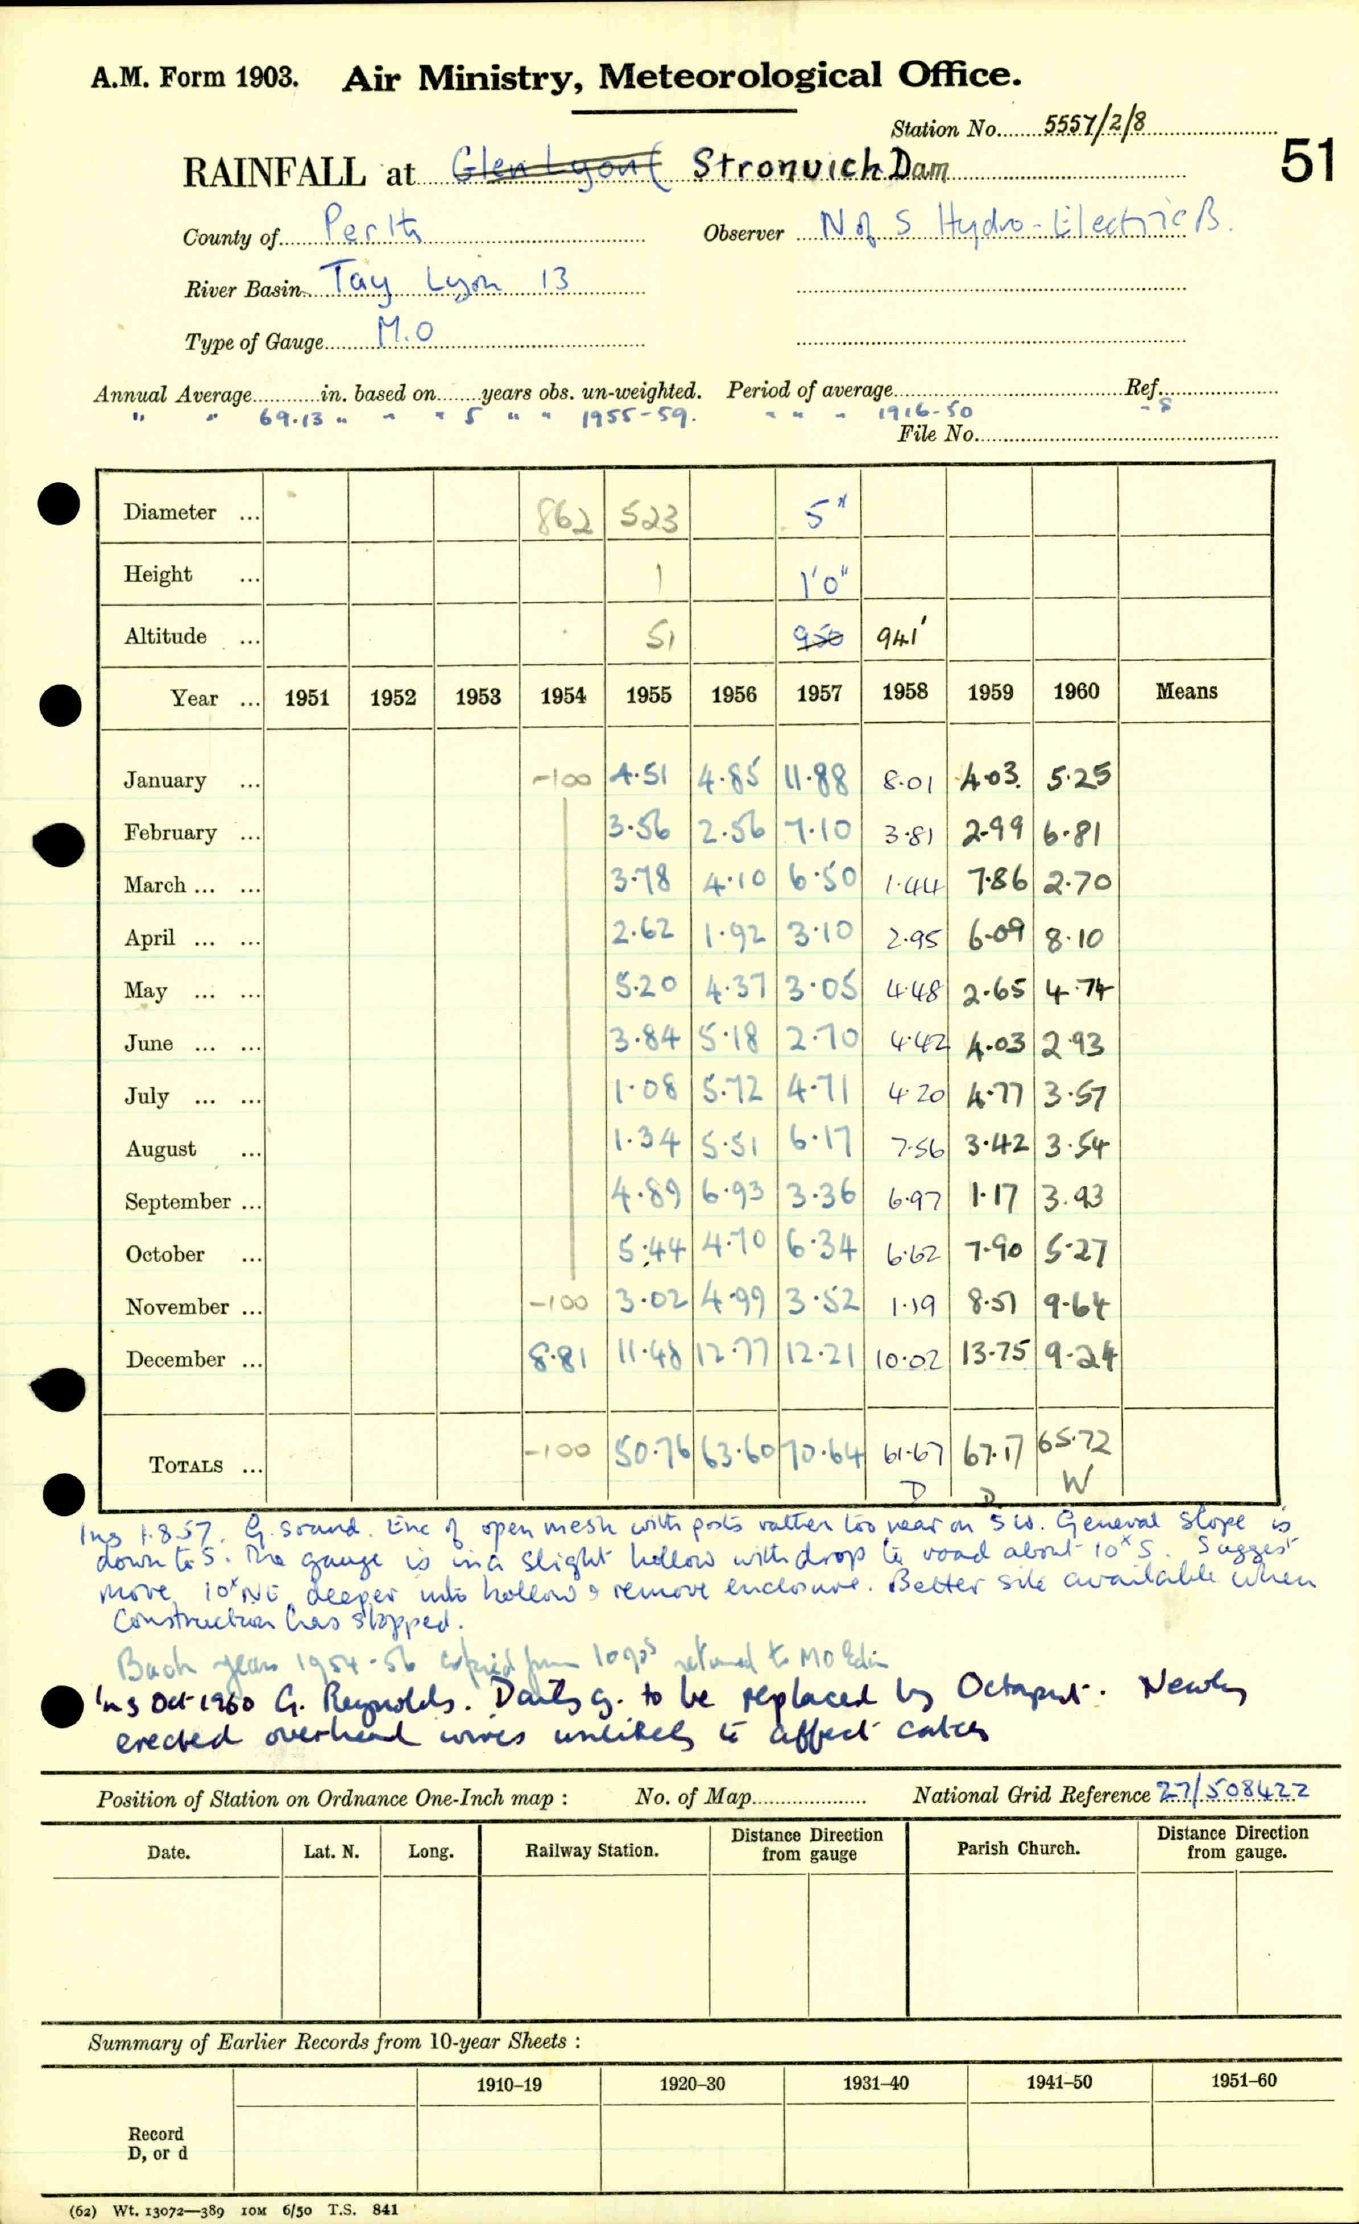 A.M. Form 1903. Air Ministry, Meteorological Office.
Station No. 5557/2/8
51
RAINFALL at Glen Lyon ( Stronuich Dam
County of Perth Observer N of S Hydro-Electric B.
River Basin Tay Lyon 13
Type of Gauge M.O
Annual Average in. based on years obs. un-weighted. Period of average Ref.
" " 69.13 " " " 5 " " 1955-59. " " " 1916-50 -8
File No.
Diameter ... 862 523 5"
Height ... 1 1'0"
Altitude ... 51 950 941'
Year ... 1951 1952 1953 1954 1955 1956 1957 1958 1959 1960 Means
January ... -100 4.51 4.85 11.88 8.01 4.03. 5.25
February ... 3.56 2.56 7.10 3.81 2.99 6.81
March ... ... 3.78 4.10 6.50 1.44 7.86 2.70
April ... ... 2.62 1.92 3.10 2.95 6.09 8.10
May ... ... 5.20 4.37 3.05 4.48 2.65 4.74
June ... ... 3.84 5.18 2.70 4.42 4.03 2.93
July ... ... 1.08 5.72 4.71 4.20 4.77 3.57
August ... 1.34 5.51 6.17 7.56 3.42 3.54
September ... 4.89 6.93 3.36 6.97 1.17 3.93
October ... 5.44 4.70 6.34 6.62 7.90 5.27
November ... -100 3.02 4.99 3.52 1.19 8.51 9.64
December ... 8.81 11.48 12.77 12.21 10.02 13.75 9.24
TOTALS ... -100 50.76 63.60 70.64 61.67 67.17 65.72
D D W
Ins 1.8.57. G. sound. Enc of open mesh with posts rather too near on SW. General slope is
down to S. The gauge is in a slight hollow with drop to road about 10x S. Suggest
move 10x NE deeper into hollow & remove enclosure. Better site available when
Construction has stopped.
Back years 1954-56 copied from returned to MO Edin
Ins Oct 1960 G. Reynolds. Daily g. to be replaced by Octapent. Newly
erected overhead wires unlikely to affect catch
Position of Station on Ordnance One-Inch map : No. of Map National Grid Reference 27/508422
Date. Lat. N. Long. Railway Station. Distance Direction from gauge Parish Church. Distance Direction from gauge.
Summary of Earlier Records from 10-year Sheets :
1910–19 1920–30 1931–40 1941–50 1951–60
Record
D, or d
(62) Wt. 13072—389 10M 6/50 T.S. 841